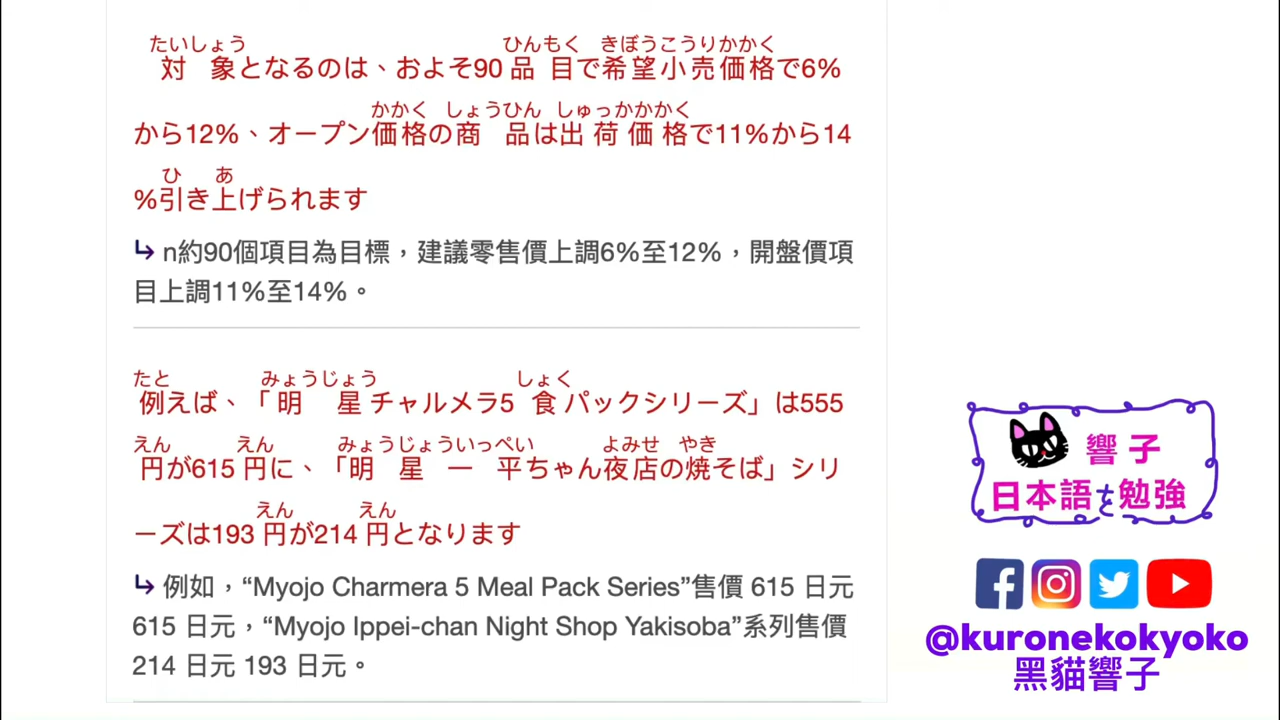 たいしょう ひんもく きぼうこうりかかく
対象となるのは、およそ90品目で希望小売価格で6%
かかく しょうひん しゅっかかかく
から12%、オープン価格の商品は出荷価格で11%から14
ひ あ
%引き上げられます
↳ n約90個項目為目標，建議零售價上調6%至12%，開盤價項
目上調11%至14%。
たと みょうじょう しょく
例えば、「明星チャルメラ5食パックシリーズ」は555
えん えん みょうじょういっぺい よみせ やき
円が615円に、「明星一平ちゃん夜店の焼そば」シリ
えん えん
ーズは193円が214円となります
↳ 例如，“Myojo Charmera 5 Meal Pack Series”售價 615 日元
615 日元，“Myojo Ippei-chan Night Shop Yakisoba”系列售價
214 日元 193 日元。
響子
日本語を勉強
@kuronekokyoko
黑貓響子